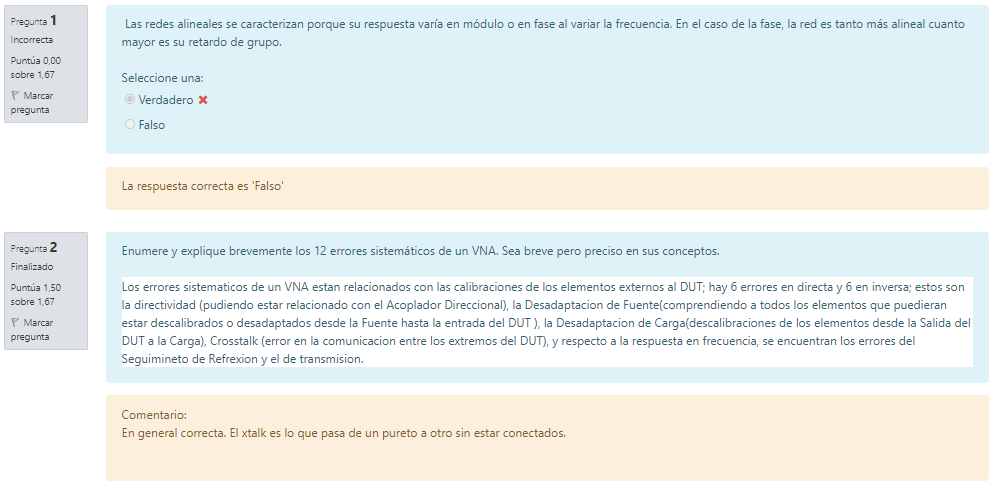 Pregunta 1
Incorrecta
Puntúa 0,00
sobre 1,67
Marcar
pregunta
Las redes alineales se caracterizan porque su respuesta varía en módulo o en fase al variar la frecuencia. En el caso de la fase, la red es tanto más alineal cuanto
mayor es su retardo de grupo.
Seleccione una:
Verdadero
Falso
La respuesta correcta es 'Falso'
Pregunta 2
Finalizado
Puntúa 1,50
sobre 1,67
Marcar
pregunta
Enumere y explique brevemente los 12 errores sistemáticos de un VNA. Sea breve pero preciso en sus conceptos.
Los errores sistematicos de un VNA estan relacionados con las calibraciones de los elementos externos al DUT; hay 6 errores en directa y 6 en inversa; estos son
la directividad (pudiendo estar relacionado con el Acoplador Direccional), la Desadaptacion de Fuente(comprendiendo a todos los elementos que puedieran
estar descalibrados o desadaptados desde la Fuente hasta la entrada del DUT ), la Desadaptacion de Carga(descalibraciones de los elementos desde la Salida del
DUT a la Carga), Crosstalk (error en la comunicacion entre los extremos del DUT), y respecto a la respuesta en frecuencia, se encuentran los errores del
Seguimineto de Refrexion y el de transmision.
Comentario:
En general correcta. El xtalk es lo que pasa de un pureto a otro sin estar conectados.